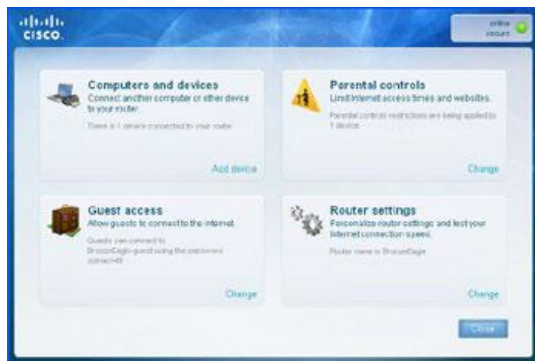 CISCO.
online
secure
Computers and devices
Connect another computer or other device
to your router.
There is 1 device connected to your router
Add device
Parental controls
Limit Internet access times and websites.
Parental controls restrictions are being applied to
1 device
Change
Guest access
Allow guests to connect to the internet.
Guests can connect to
BronzeEagle-guest using the password
Change
Router settings
Personalize router settings and test your
internet connection speed.
Router name is BronzeEagle
Change
Close